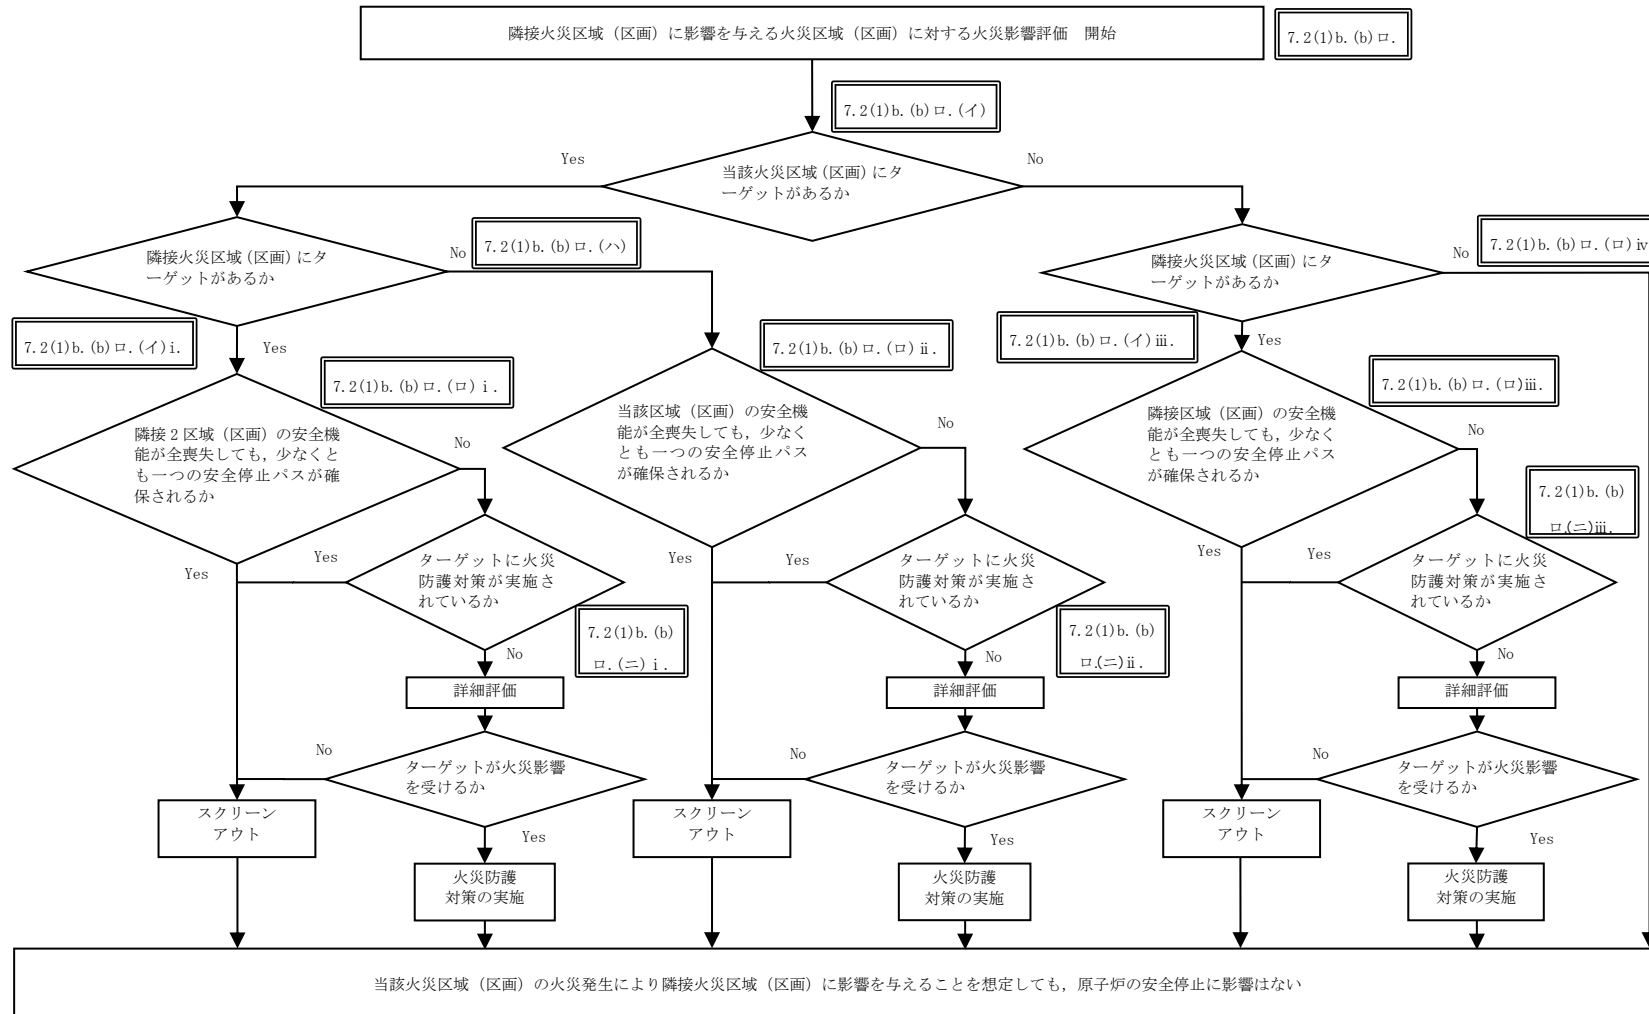 隣接火災区域（区画）に影響を与える火災区域（区画）に対する火災影響評価　開始
7.2(1)b.(b)ロ.
7.2(1)b.(b)ロ.(イ)
Yes
No
当該火災区域(区画)にタ
ーゲットがあるか
7.2(1)b.(b)ロ.(ハ)
No
隣接火災区域(区画)にタ
ーゲットがあるか
7.2(1)b.(b)ロ.(ロ)ⅳ
No
隣接火災区域(区画)にタ
ーゲットがあるか
7.2(1)b.(b)ロ.(イ)ⅰ.
Yes
7.2(1)b.(b)ロ.(ロ)ⅱ.
7.2(1)b.(b)ロ.(イ)ⅲ.
Yes
7.2(1)b.(b)ロ.(ロ)ⅰ.
7.2(1)b.(b)ロ.(ロ)ⅲ.
隣接２区域（区画）の安全機
能が全喪失しても，少なくと
も一つの安全停止パスが確
保されるか
No
当該区域（区画）の安全機
能が全喪失しても，少なく
とも一つの安全停止パス
が確保されるか
No
隣接区域（区画）の安全機
能が全喪失しても，少なく
とも一つの安全停止パス
が確保されるか
No
7.2(1)b.(b)
ロ.(ニ)ⅲ.
Yes
Yes
ターゲットに火災
防護対策が実施さ
れているか
Yes
Yes
ターゲットに火災
防護対策が実施さ
れているか
Yes
Yes
ターゲットに火災
防護対策が実施さ
れているか
7.2(1)b.(b)
ロ.(ニ)ⅰ.
7.2(1)b.(b)
ロ.(ニ)ⅱ.
No
No
No
詳細評価
詳細評価
詳細評価
No
ターゲットが火災影響
を受けるか
No
ターゲットが火災影響
を受けるか
No
ターゲットが火災影響
を受けるか
スクリーン
アウト
Yes
スクリーン
アウト
Yes
スクリーン
アウト
Yes
火災防護
対策の実施
火災防護
対策の実施
火災防護
対策の実施
当該火災区域（区画）の火災発生により隣接火災区域（区画）に影響を与えることを想定しても，原子炉の安全停止に影響はない